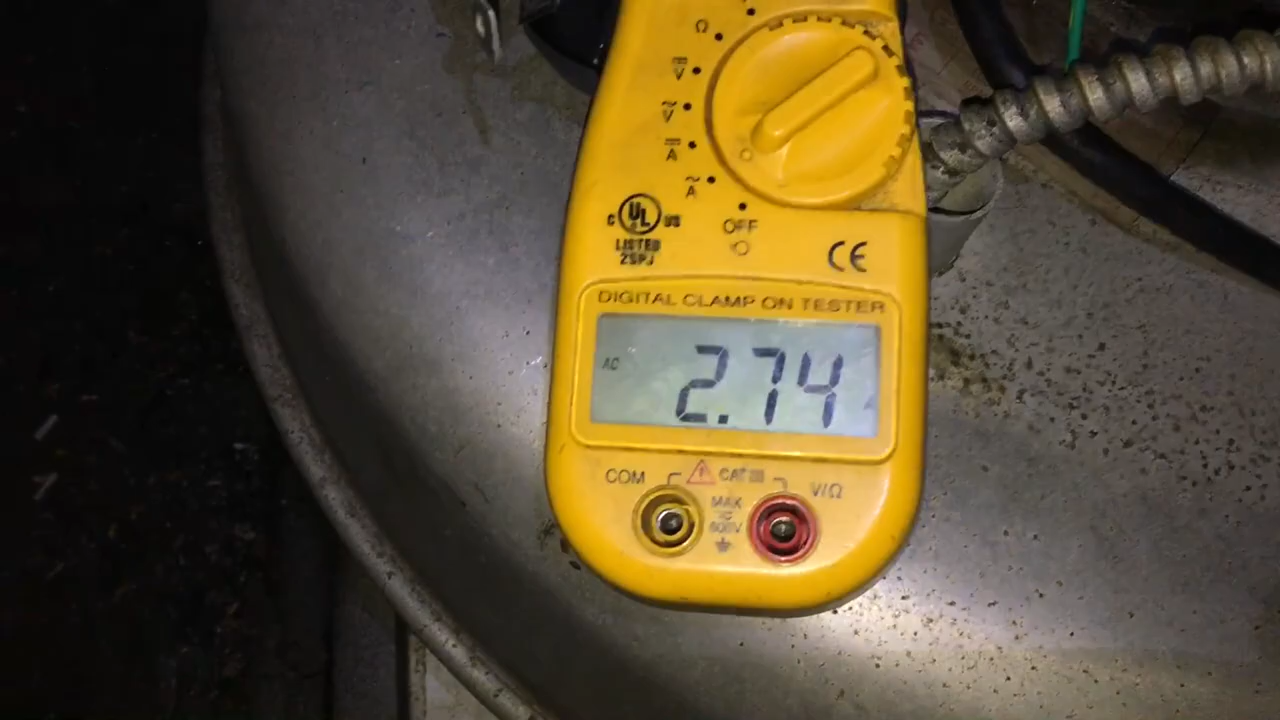 Ω
V
V
A
A
OFF
C UL US
LISTED
2SPJ
CE
DIGITAL CLAMP ON TESTER
AC 2.74
COM CAT III V/Ω
MAX
600V